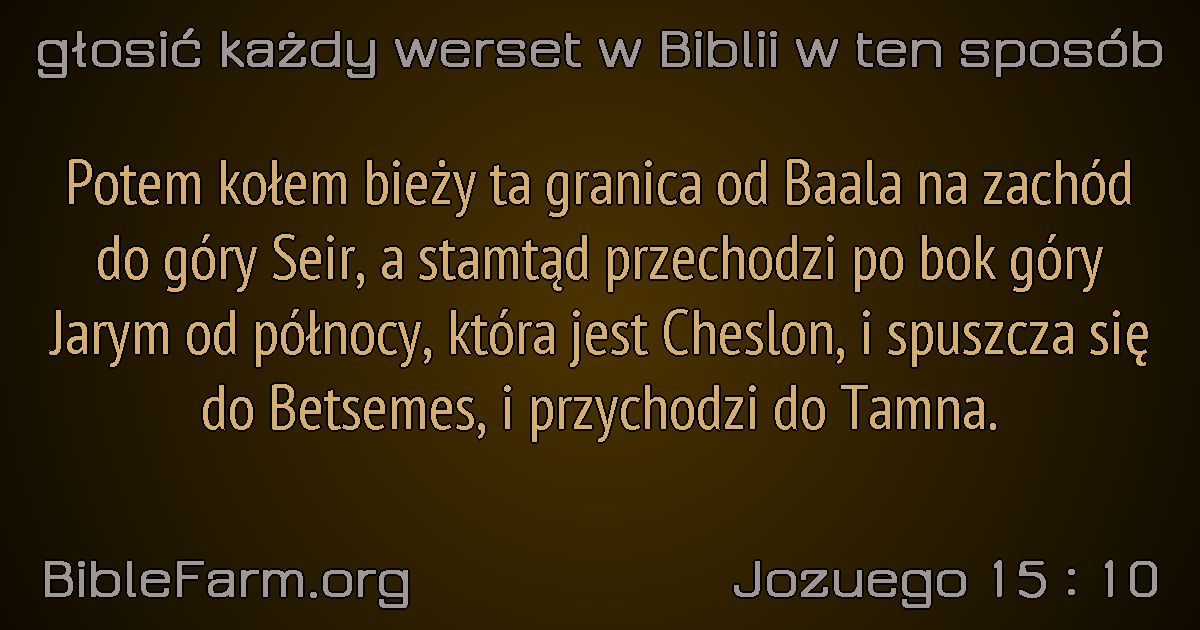 głosić każdy werset w Biblii w ten sposób
Potem kołem bieży ta granica od Baala na zachód
do góry Seir, a stamtąd przechodzi po bok góry
Jarym od północy, która jest Cheslon, i spuszcza się
do Betsemes, i przychodzi do Tamna.
BibleFarm.org
Jozuego 15 : 10